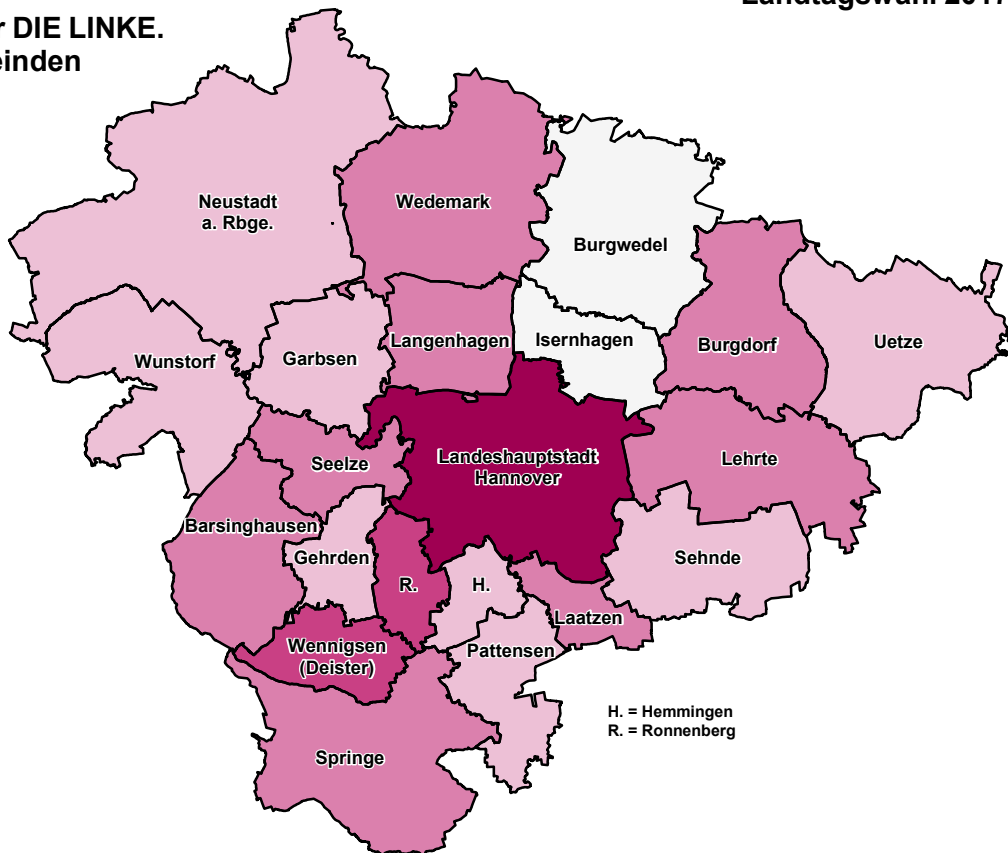 r DIE LINKE.
einden
Neustadt
a. Rbge.
Wedemark
Burgwedel
Wunstorf
Garbsen
Langenhagen
Isernhagen
Burgdorf
Uetze
Seelze
Landeshauptstadt
Hannover
Lehrte
Barsinghausen
Gehrden
R.
H.
Sehnde
Wennigsen
(Deister)
Pattensen
Laatzen
Springe
H. = Hemmingen
R. = Ronnenberg